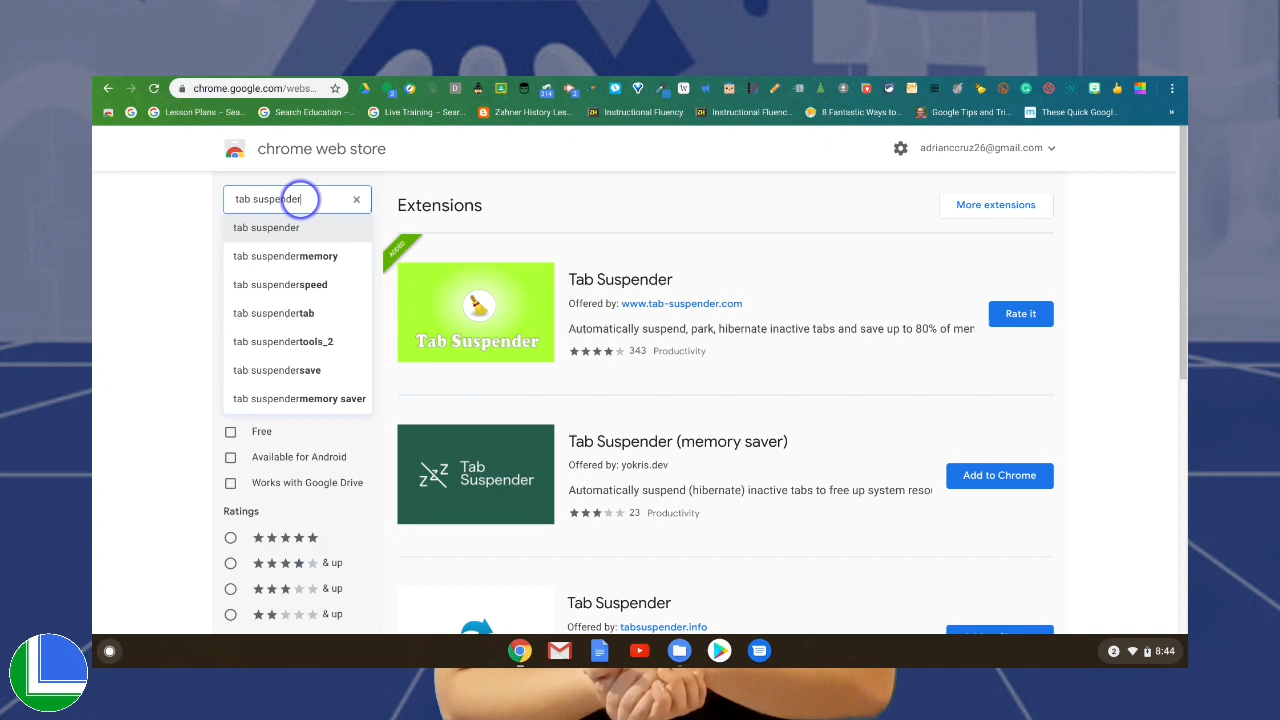 chrome.google.com/webs...
Lesson Plans – Sea...
Search Education –...
Live Training – Sear...
Zahner History Les...
ZH Instructional Fluency
ZH Instructional Fluenc...
8 Fantastic Ways to...
Google Tips and Tri...
These Quick Googl...
»
chrome web store
adrianccruz26@gmail.com
tab suspender
Extensions
More extensions
tab suspender
tab suspendermemory
tab suspenderspeed
tab suspendertab
tab suspendertools_2
tab suspendersave
tab suspendermemory saver
Free
Available for Android
Works with Google Drive
Ratings
& up
& up
& up
ADDED
Tab Suspender
Tab Suspender
Offered by: www.tab-suspender.com
Automatically suspend, park, hibernate inactive tabs and save up to 80% of mem
343 Productivity
Rate it
Tab Suspender
Tab Suspender (memory saver)
Offered by: yokris.dev
Automatically suspend (hibernate) inactive tabs to free up system resou
23 Productivity
Add to Chrome
Tab Suspender
Offered by: tabsuspender.info
2 8:44